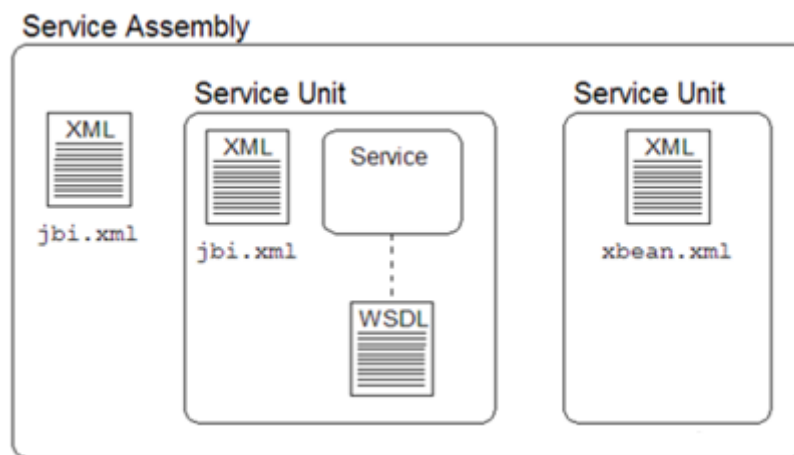 Service Assembly
Service Unit
Service Unit
XML
jbi.xml
XML
jbi.xml
Service
WSDL
XML
xbean.xml